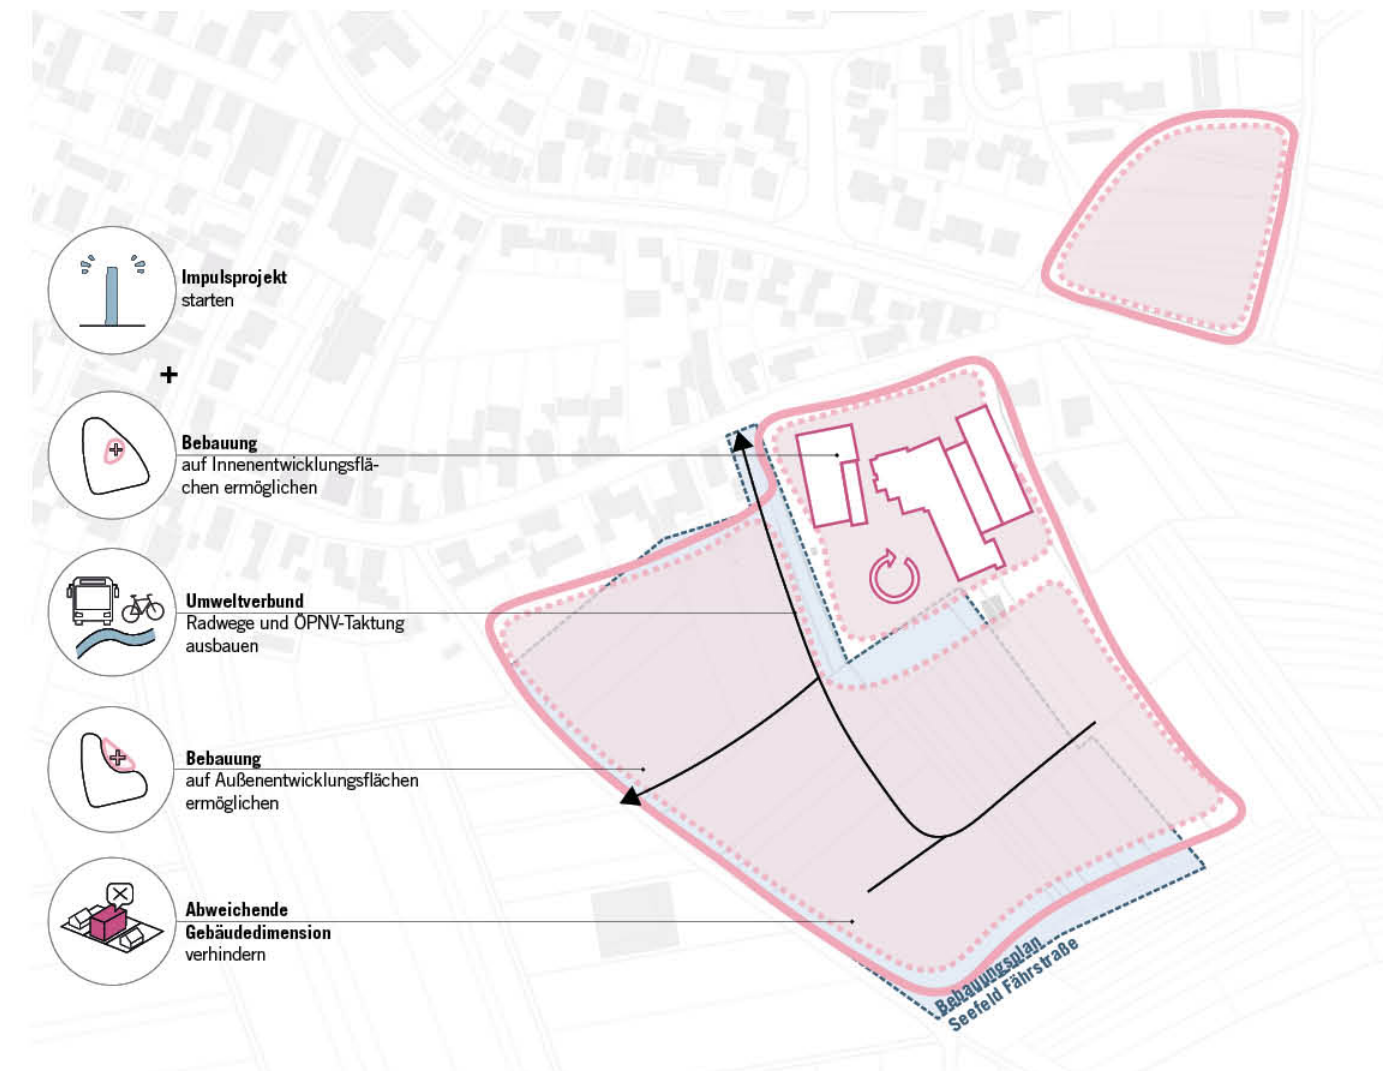 Impulsprojekt
starten
+
Bebauung
auf Innenentwicklungsflä-
chen ermöglichen
Umweltverbund
Radwege und ÖPNV-Taktung
ausbauen
Bebauung
auf Außenentwicklungsflächen
ermöglichen
Abweichende
Gebäudedimension
verhindern
Bebauungsplan
Seefeld Fährstraße